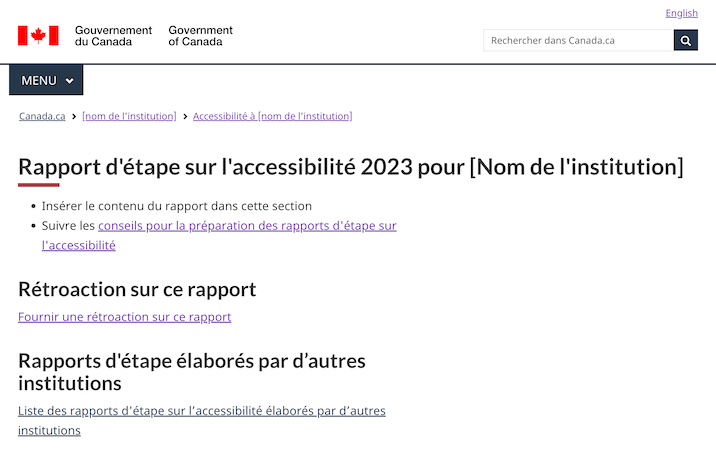 English
Gouvernement
du Canada
Government
of Canada
Rechercher dans Canada.ca
MENU
Canada.ca [nom de l'institution] Accessibilité à [nom de l'institution]
Rapport d'étape sur l'accessibilité 2023 pour [Nom de l'institution]
Insérer le contenu du rapport dans cette section
Suivre les conseils pour la préparation des rapports d'étape sur
l'accessibilité
Rétroaction sur ce rapport
Fournir une rétroaction sur ce rapport
Rapports d'étape élaborés par d’autres
institutions
Liste des rapports d'étape sur l’accessibilité élaborés par d’autres
institutions